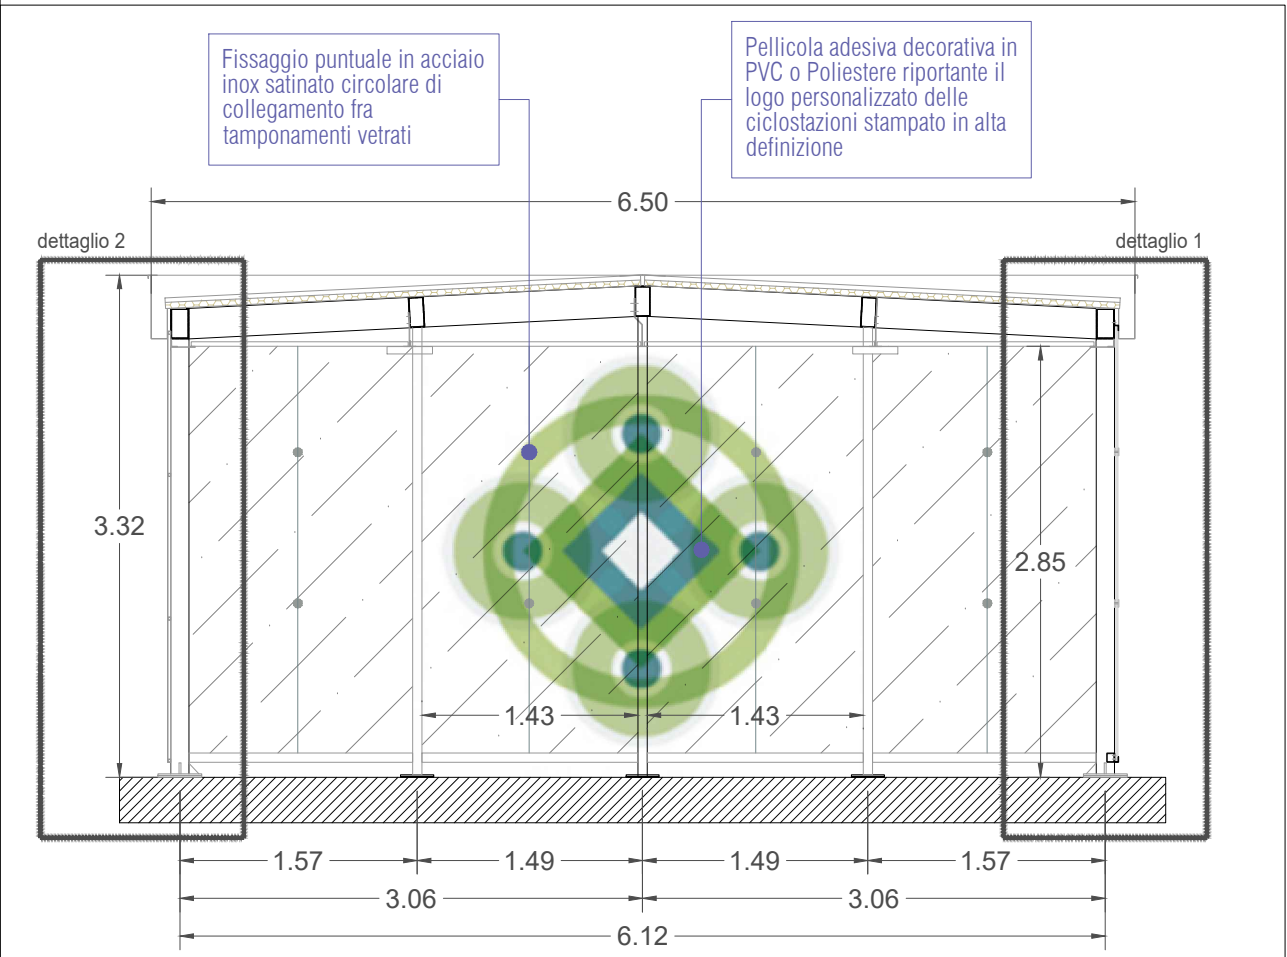 Fissaggio puntuale in acciaio
inox satinato circolare di
collegamento fra
tamponamenti vetrati
Pellicola adesiva decorativa in
PVC o Poliestere riportante il
logo personalizzato delle
ciclostazioni stampato in alta
definizione
6.50
dettaglio 2
dettaglio 1
3.32
2.85
1.43
1.43
1.57
1.49
1.49
1.57
3.06
3.06
6.12